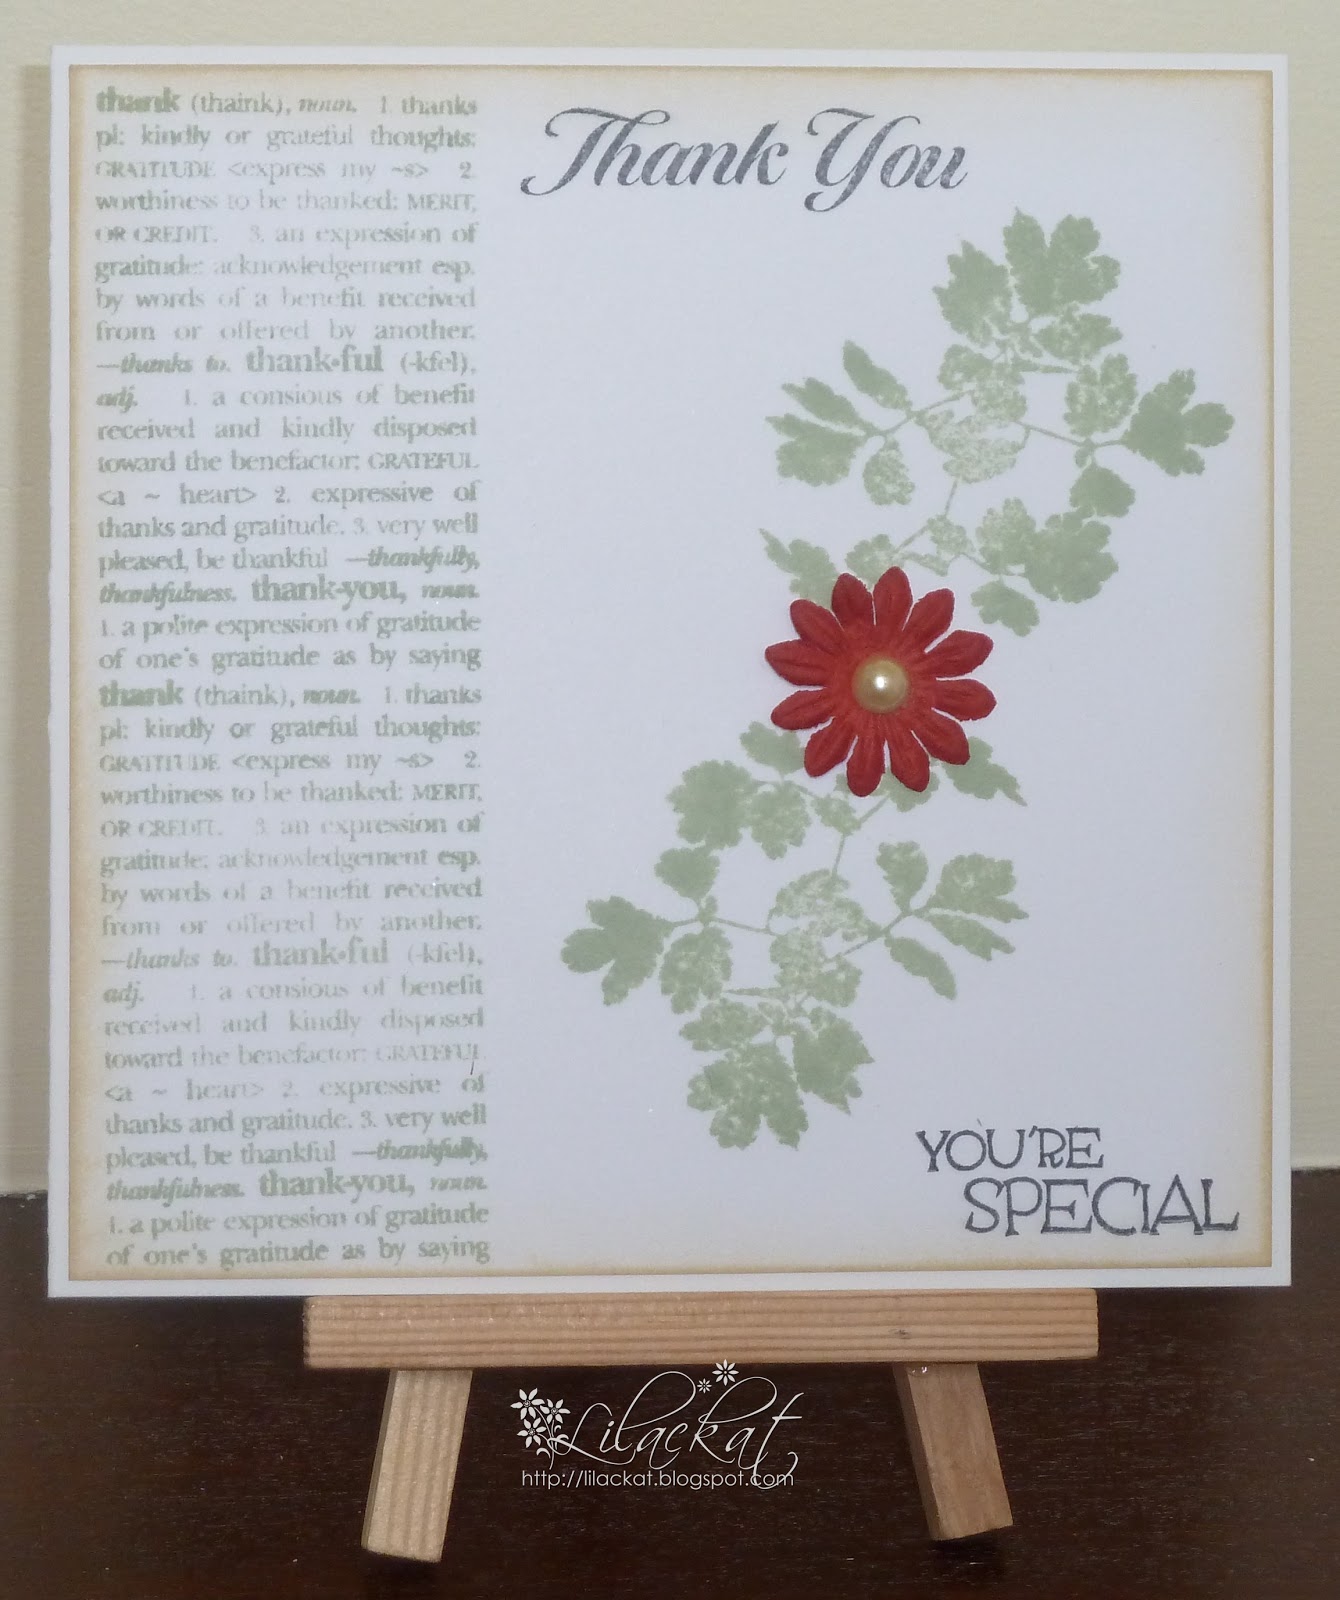 thank (thaink), noun. 1. thanks
pl: kindly or grateful thoughts:
GRATITUDE <express my ~s> 2.
worthiness to be thanked: MERIT,
OR CREDIT. 3. an expression of
gratitude: acknowledgement esp.
by words of a benefit received
from or offered by another.
—thanks to. thank•ful (-kfel),
adj. 1. a consious of benefit
received and kindly disposed
toward the benefactor: GRATEFUL
<a ~ heart> 2. expressive of
thanks and gratitude. 3. very well
pleased, be thankful —thankfully,
thankfulness. thank-you, noun.
1. a polite expression of gratitude
of one's gratitude as by saying
thank (thaink), noun. 1. thanks
pl: kindly or grateful thoughts:
GRATITUDE <express my ~s> 2.
worthiness to be thanked: MERIT,
OR CREDIT. 3. an expression of
gratitude: acknowledgement esp.
by words of a benefit received
from or offered by another.
—thanks to. thank•ful (-kfel),
adj. 1. a consious of benefit
received and kindly disposed
toward the benefactor: GRATEFUL
<a ~ heart> 2. expressive of
thanks and gratitude. 3. very well
pleased, be thankful —thankfully,
thankfulness. thank-you, noun.
1. a polite expression of gratitude
of one's gratitude as by saying
Thank You
YOU'RE
SPECIAL
Lilackat
http://lilackat.blogspot.com